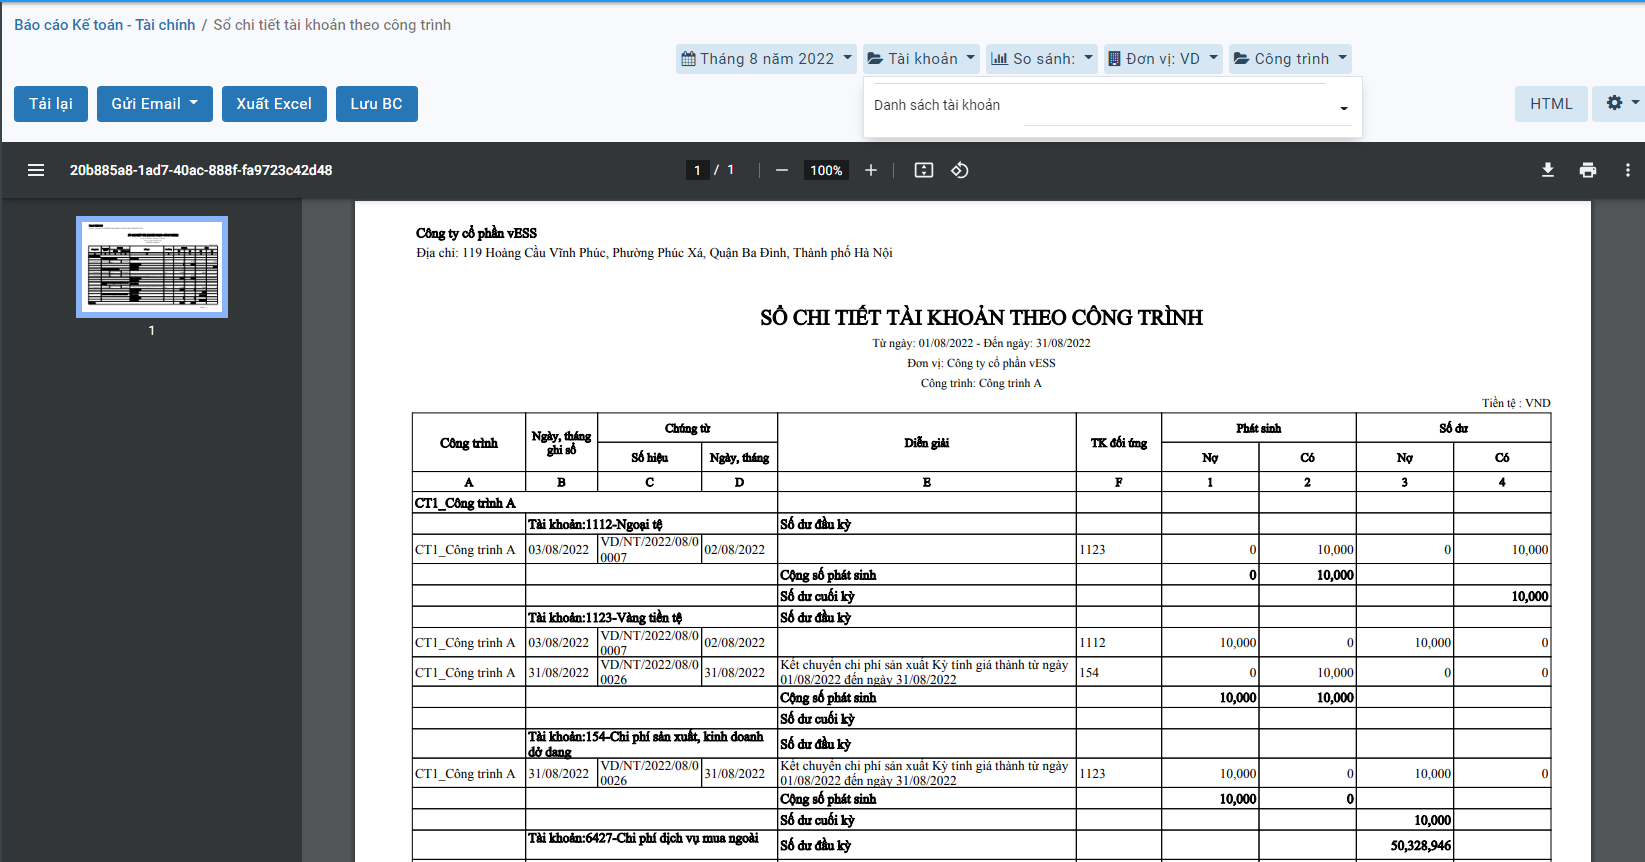 Báo cáo Kế toán - Tài chính / Sổ chi tiết tài khoản theo công trình
Tháng 8 năm 2022 Tài khoản So sánh: Đơn vị: VD Công trình
Tải lại Gửi Email Xuất Excel Lưu BC
Danh sách tài khoản
HTML
20b885a8-1ad7-40ac-888f-fa9723c42d48
1 / 1 100%
1
Công ty cổ phần vESS
Địa chỉ: 119 Hoàng Cầu Vĩnh Phúc, Phường Phúc Xá, Quận Ba Đình, Thành phố Hà Nội
SỔ CHI TIẾT TÀI KHOẢN THEO CÔNG TRÌNH
Từ ngày: 01/08/2022 - Đến ngày: 31/08/2022
Đơn vị: Công ty cổ phần vESS
Công trình: Công trình A
Tiền tệ : VND
Công trình Ngày, tháng ghi sổ Chứng từ Diễn giải TK đối ứng Phát sinh Số dư
Số hiệu Ngày, tháng Nợ Có Nợ Có
A B C D E F 1 2 3 4
CT1_Công trình A
Tài khoản:1112-Ngoại tệ Số dư đầu kỳ
CT1_Công trình A 03/08/2022 VD/NT/2022/08/0 0007 02/08/2022 1123 0 10,000 0 10,000
Cộng số phát sinh 0 10,000
Số dư cuối kỳ 10,000
Tài khoản:1123-Vàng tiền tệ Số dư đầu kỳ
CT1_Công trình A 03/08/2022 VD/NT/2022/08/0 0007 02/08/2022 1112 10,000 0 10,000 0
CT1_Công trình A 31/08/2022 VD/NT/2022/08/0 0026 31/08/2022 Kết chuyển chi phí sản xuất Kỳ tính giá thành từ ngày 01/08/2022 đến ngày 31/08/2022 154 0 10,000 0 0
Cộng số phát sinh 10,000 10,000
Số dư cuối kỳ
Tài khoản:154-Chi phí sản xuất, kinh doanh dở dang Số dư đầu kỳ
CT1_Công trình A 31/08/2022 VD/NT/2022/08/0 0026 31/08/2022 Kết chuyển chi phí sản xuất Kỳ tính giá thành từ ngày 01/08/2022 đến ngày 31/08/2022 1123 10,000 0 10,000 0
Cộng số phát sinh 10,000 0
Số dư cuối kỳ 10,000
Tài khoản:6427-Chi phí dịch vụ mua ngoài Số dư đầu kỳ 50,328,946